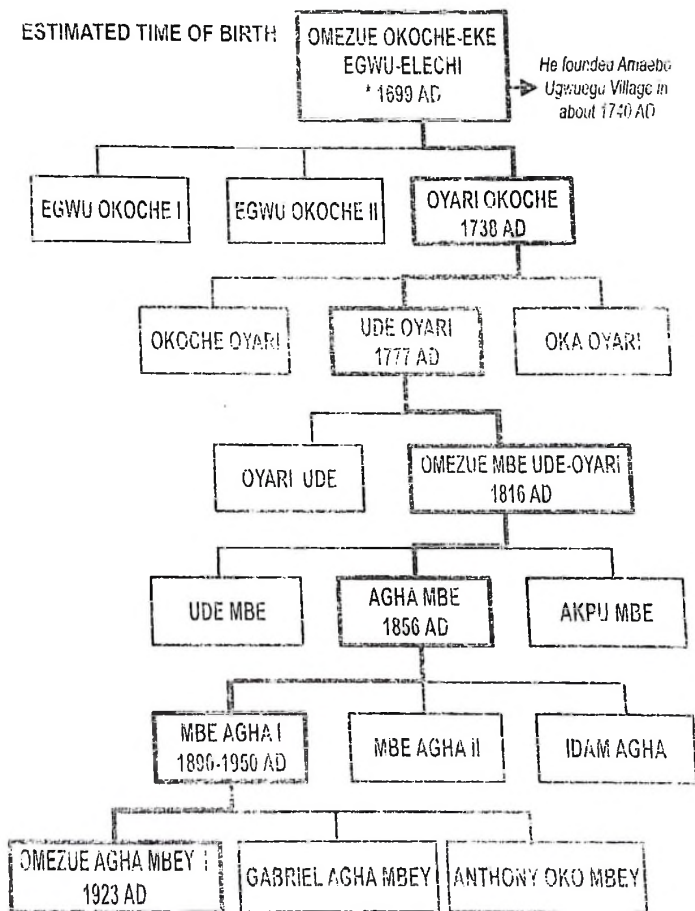 ESTIMATED TIME OF BIRTH
OMEZUE OKOCHE-EKE
EGWU-ELECHI
* 1699 AD
He founded Amaebo
Ugwuegu Village in
about 1740 AD
EGWU OKOCHE I
EGWU OKOCHE II
OYARI OKOCHE
1738 AD
OKOCHE OYARI
UDE OYARI
1777 AD
OKA OYARI
OYARI UDE
OMEZUE MBE UDE-OYARI
1816 AD
UDE MBE
AGHA MBE
1856 AD
AKPU MBE
MBE AGHA I
1890-1950 AD
MBE AGHA II
IDAM AGHA
OMEZUE AGHA MBEY I
1923 AD
GABRIEL AGHA MBEY
ANTHONY OKO MBEY